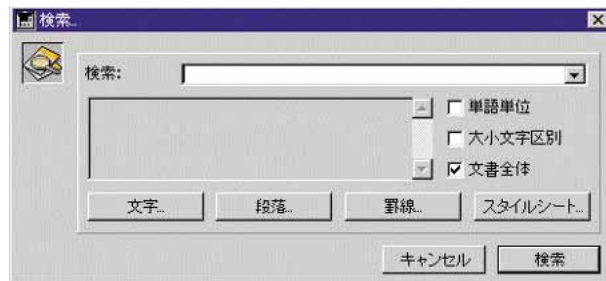 検索...
検索:
単語単位
大小文字区別
文書全体
文字... 段落... 罫線... スタイルシート...
キャンセル 検索